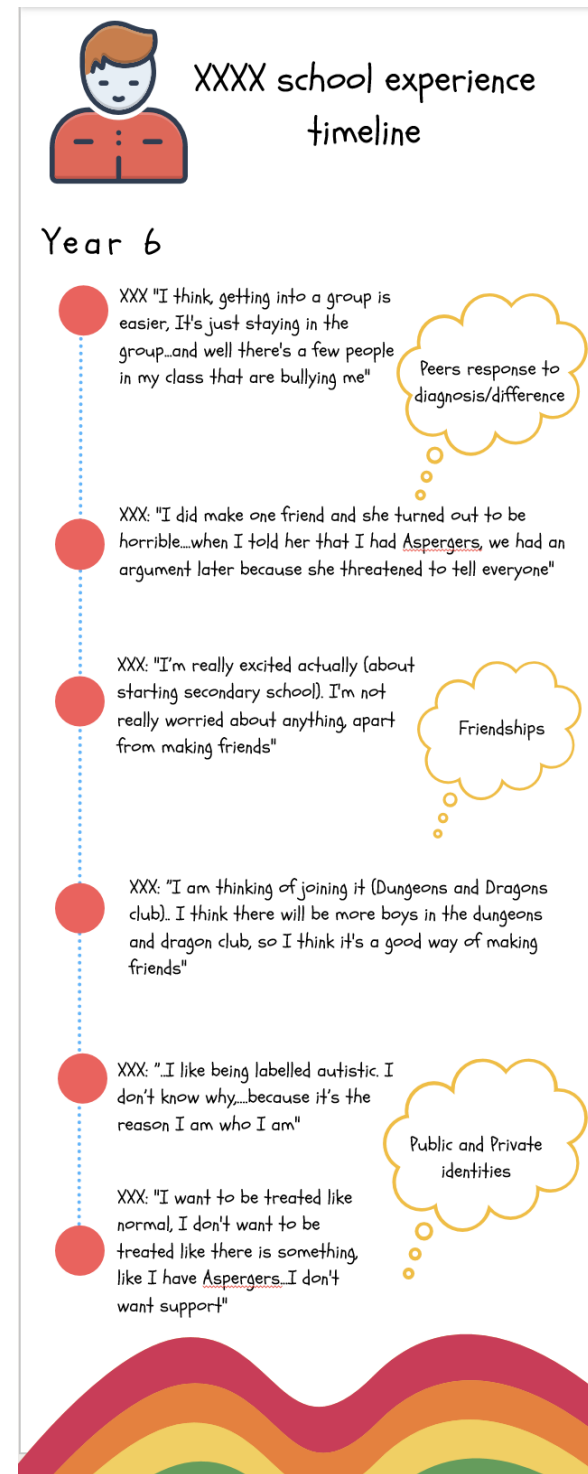 XXXX school experience
timeline
Year 6
XXX "I think, getting into a group is
easier, It's just staying in the
group...and well there's a few people
in my class that are bullying me"
Peers response to
diagnosis/difference
XXX: "I did make one friend and she turned out to be
horrible....when I told her that I had Aspergers, we had an
argument later because she threatened to tell everyone"
XXX: "I'm really excited actually (about
starting secondary school). I'm not
really worried about anything, apart
from making friends"
Friendships
XXX: "I am thinking of joining it (Dungeons and Dragons
club).. I think there will be more boys in the dungeons
and dragon club, so I think it's a good way of making
friends"
XXX: "..I like being labelled autistic. I
don't know why,....because it's the
reason I am who I am"
Public and Private
identities
XXX: "I want to be treated like
normal, I don't want to be
treated like there is something,
like I have Aspergers...I don't
want support"